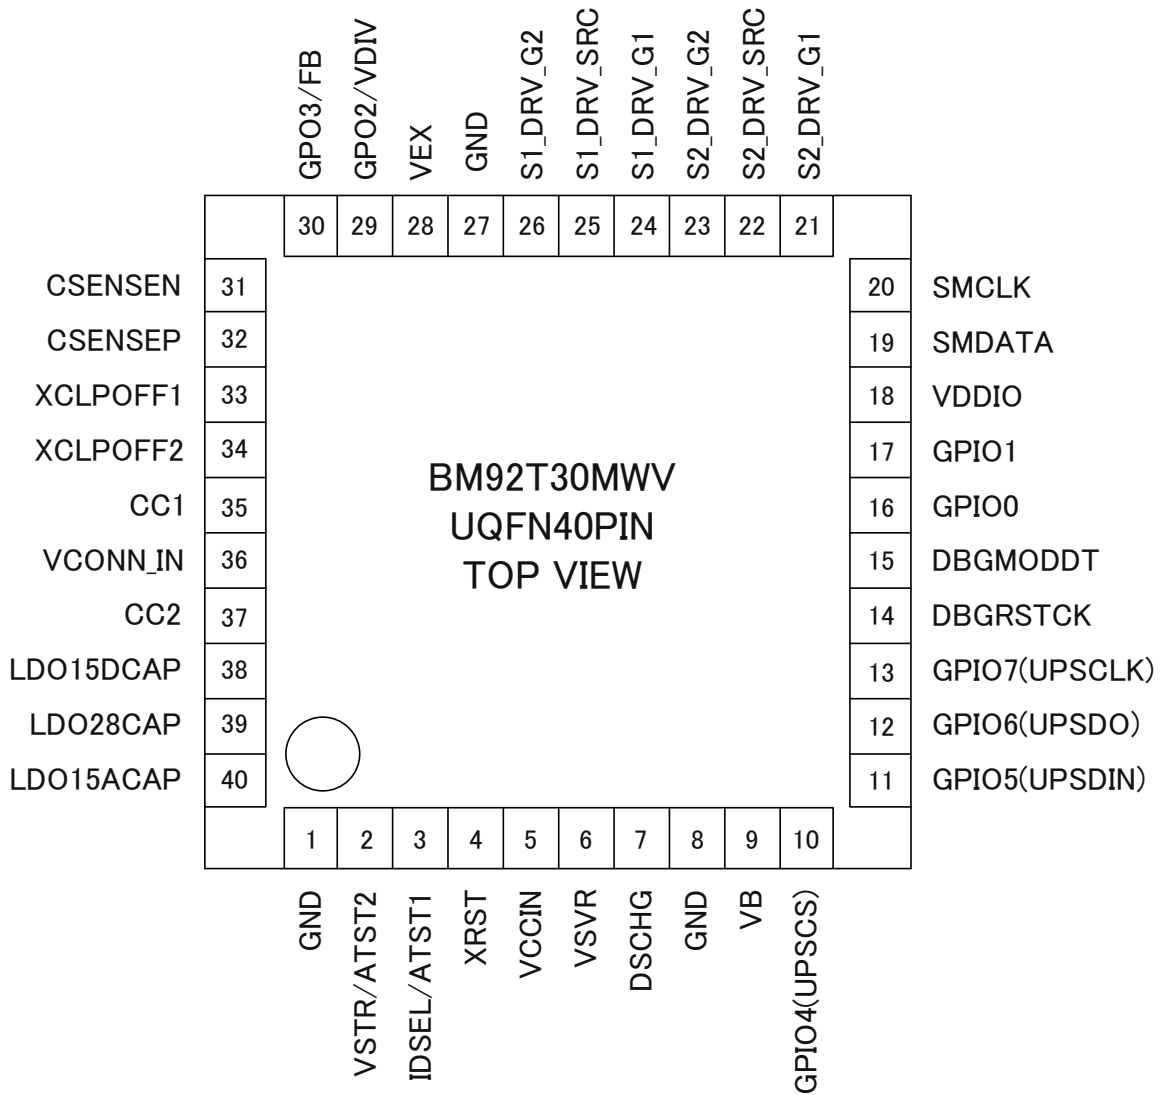 GPO3/FB
GPO2/VDIV
VEX
GND
S1_DRV_G2
S1_DRV_SRC
S1_DRV_G1
S2_DRV_G2
S2_DRV_SRC
S2_DRV_G1
30 29 28 27 26 25 24 23 22 21
CSENSEN 31
CSENSEP 32
XCLPOFF1 33
XCLPOFF2 34
CC1 35
VCONN_IN 36
CC2 37
LDO15DCAP 38
LDO28CAP 39
LDO15ACAP 40
BM92T30MWV
UQFN40PIN
TOP VIEW
20 SMCLK
19 SMDATA
18 VDDIO
17 GPIO1
16 GPIO0
15 DBGMODDT
14 DBGRSTCK
13 GPIO7(UPSCLK)
12 GPIO6(UPSDO)
11 GPIO5(UPSDIN)
1 2 3 4 5 6 7 8 9 10
GND
VSTR/ATST2
IDSEL/ATST1
XRST
VCCIN
VSVR
DSCHG
GND
VB
GPIO4(UPSCS)